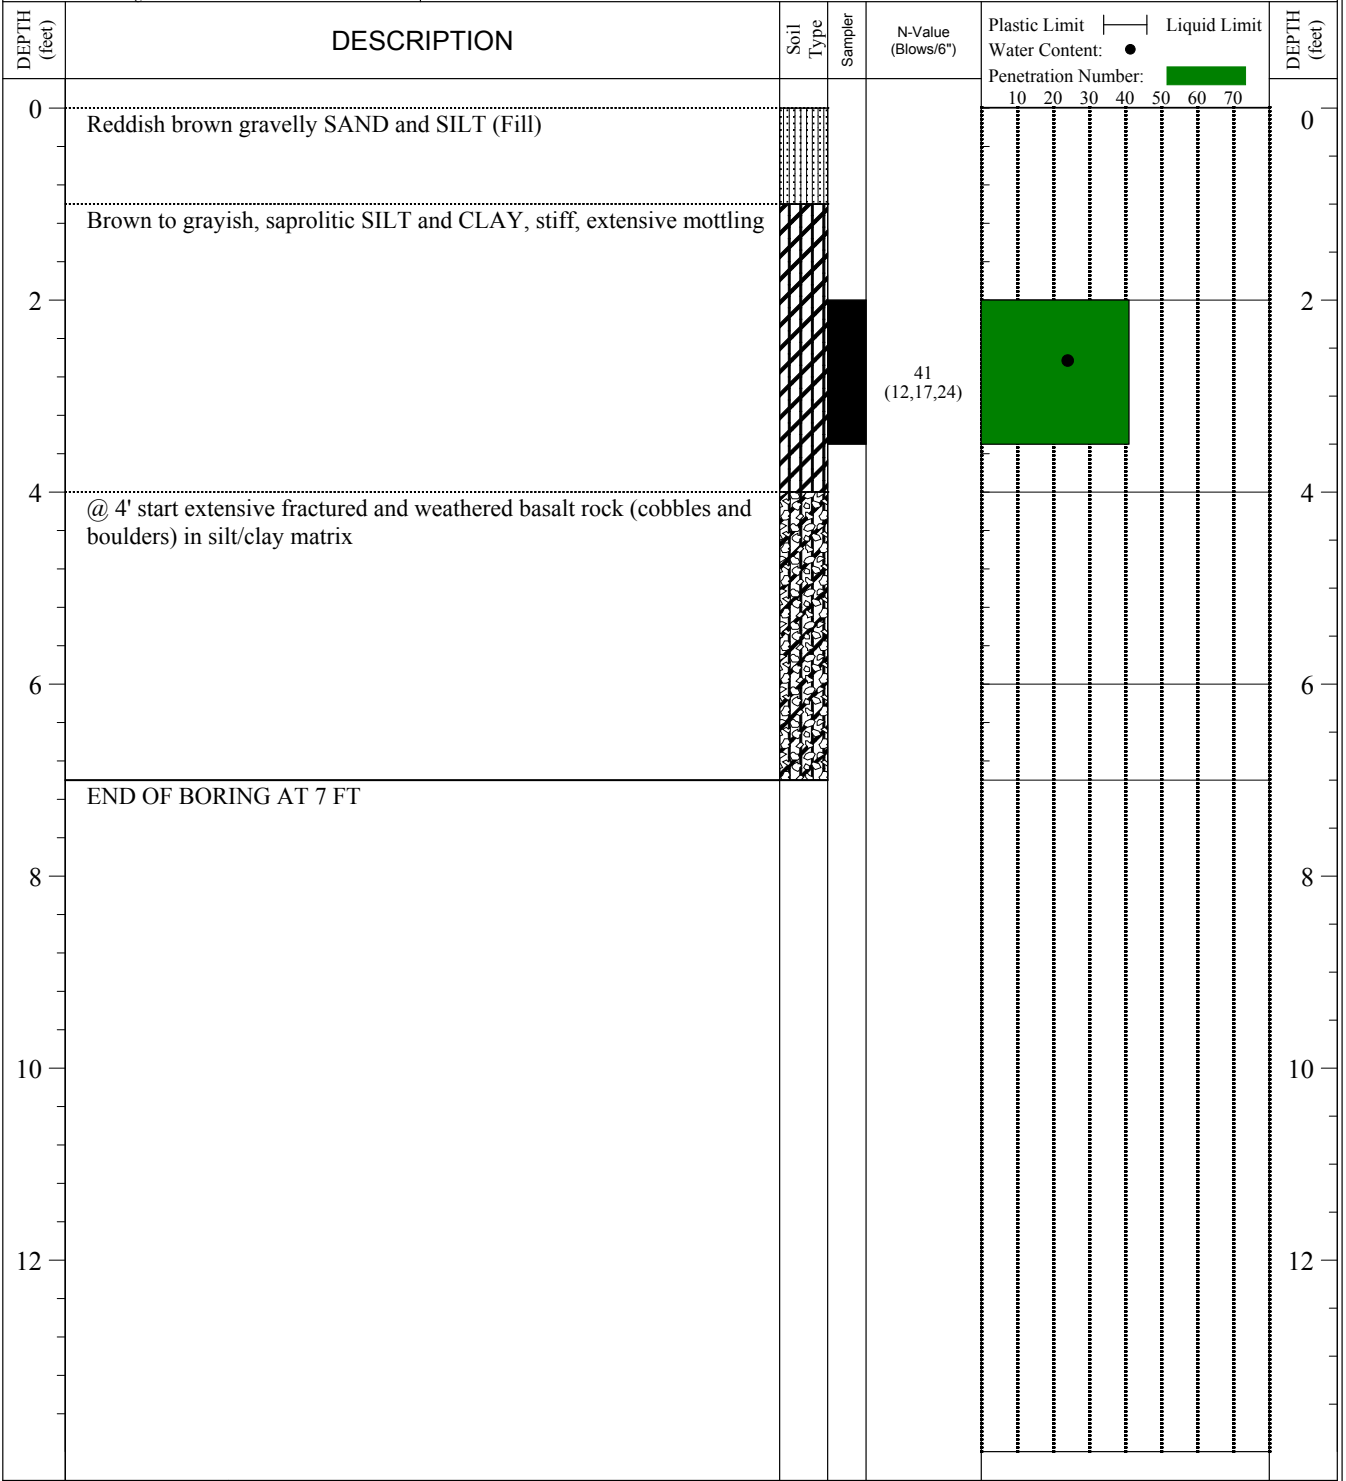 DEPTH
(feet)
DESCRIPTION
Soil
Type
Sampler
N-Value
(Blows/6")
Plastic Limit
Liquid Limit
Water Content:
Penetration Number:
10 20 30 40 50 60 70
DEPTH
(feet)
0
Reddish brown gravelly SAND and SILT (Fill)
0
Brown to grayish, saprolitic SILT and CLAY, stiff, extensive mottling
2
2
41
(12,17,24)
4
4
@ 4' start extensive fractured and weathered basalt rock (cobbles and
boulders) in silt/clay matrix
6
6
END OF BORING AT 7 FT
8
8
10
10
12
12